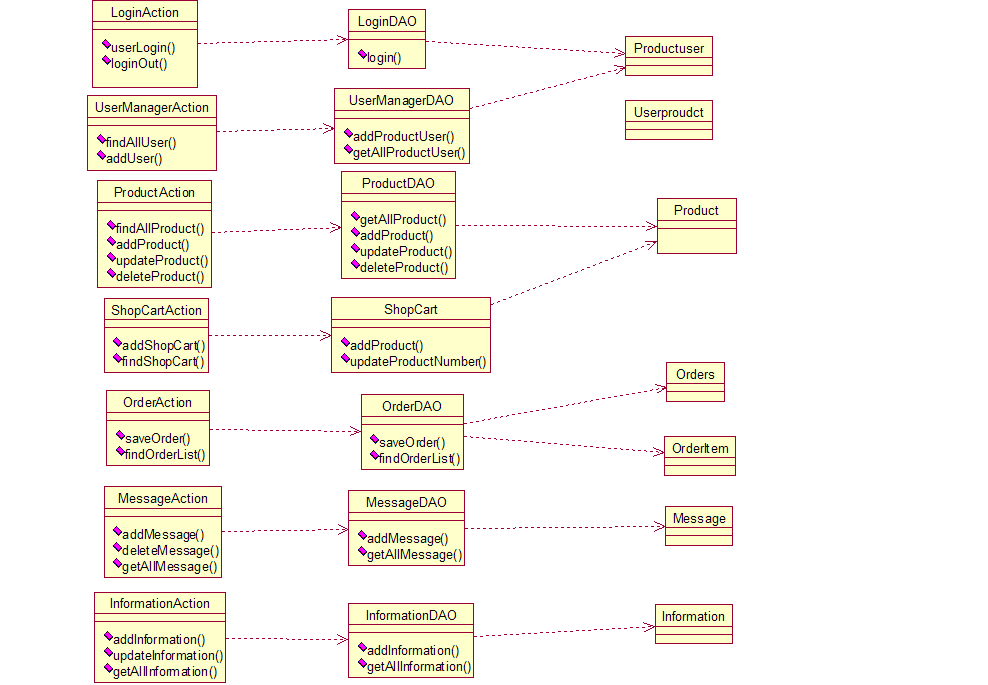 LoginAction
userLogin()
loginOut()
LoginDAO
login()
Productuser
UserManagerAction
findAllUser()
addUser()
UserManagerDAO
addProductUser()
getAllProductUser()
Userproudct
ProductAction
findAllProduct()
addProduct()
updateProduct()
deleteProduct()
ProductDAO
getAllProduct()
addProduct()
updateProduct()
deleteProduct()
Product
ShopCartAction
addShopCart()
findShopCart()
ShopCart
addProduct()
updateProductNumber()
OrderAction
saveOrder()
findOrderList()
OrderDAO
saveOrder()
findOrderList()
Orders
OrderItem
MessageAction
addMessage()
deleteMessage()
getAllMessage()
MessageDAO
addMessage()
getAllMessage()
Message
InformationAction
addInformation()
updateInformation()
getAllInformation()
InformationDAO
addInformation()
getAllInformation()
Information